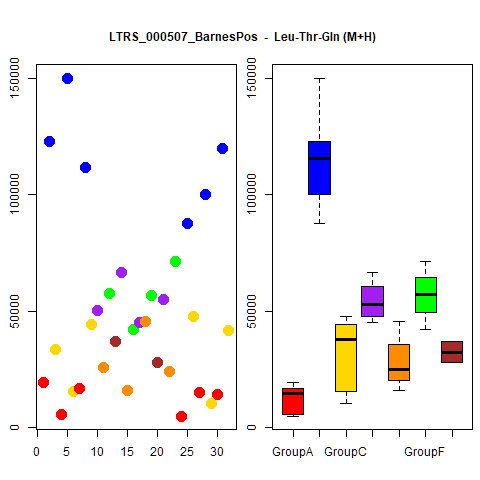 LTRS_000507_BarnesPos - Leu-Thr-Gln (M+H)
150000
100000
50000
0
0 5 10 15 20 25 30
150000
100000
50000
0
GroupA GroupC GroupF